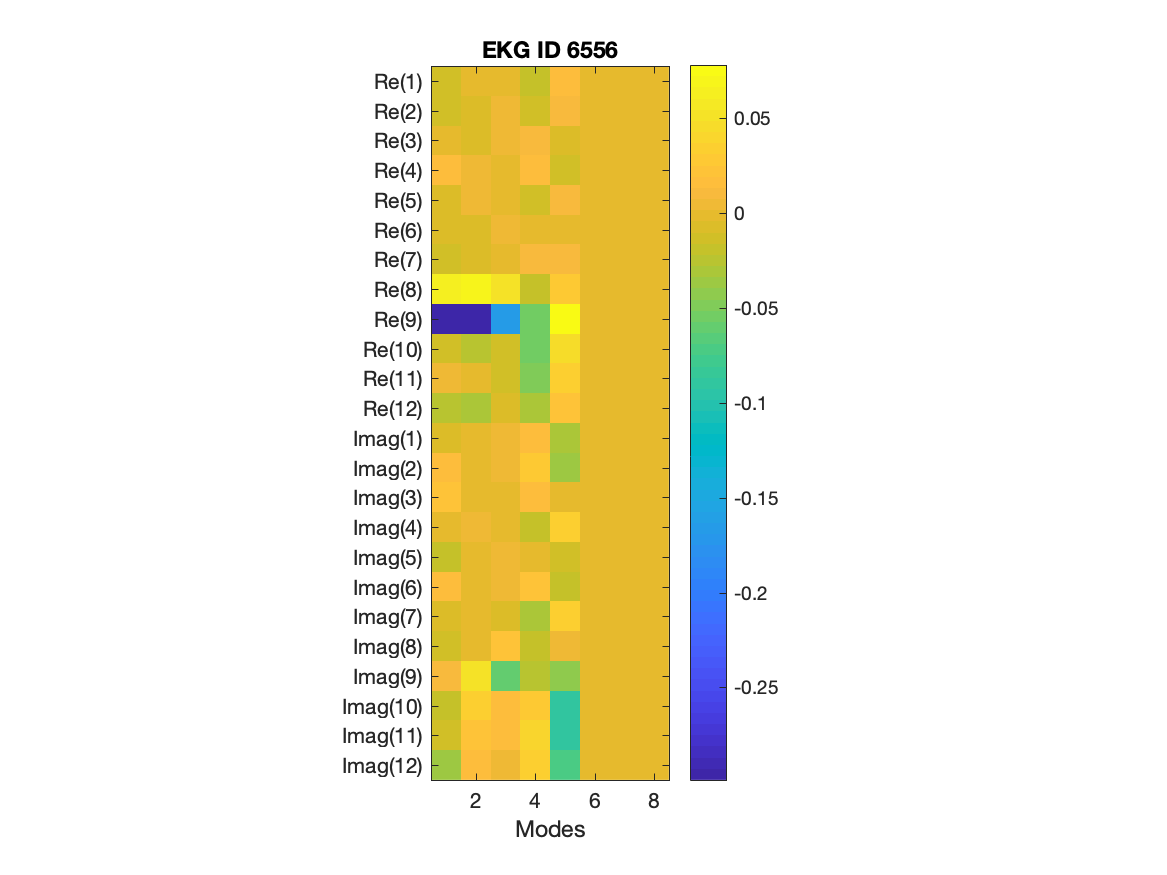 EKG ID 6556
Re(1)
Re(2)
Re(3)
Re(4)
Re(5)
Re(6)
Re(7)
Re(8)
Re(9)
Re(10)
Re(11)
Re(12)
Imag(1)
Imag(2)
Imag(3)
Imag(4)
Imag(5)
Imag(6)
Imag(7)
Imag(8)
Imag(9)
Imag(10)
Imag(11)
Imag(12)
2 4 6 8
Modes
0.05
0
-0.05
-0.1
-0.15
-0.2
-0.25